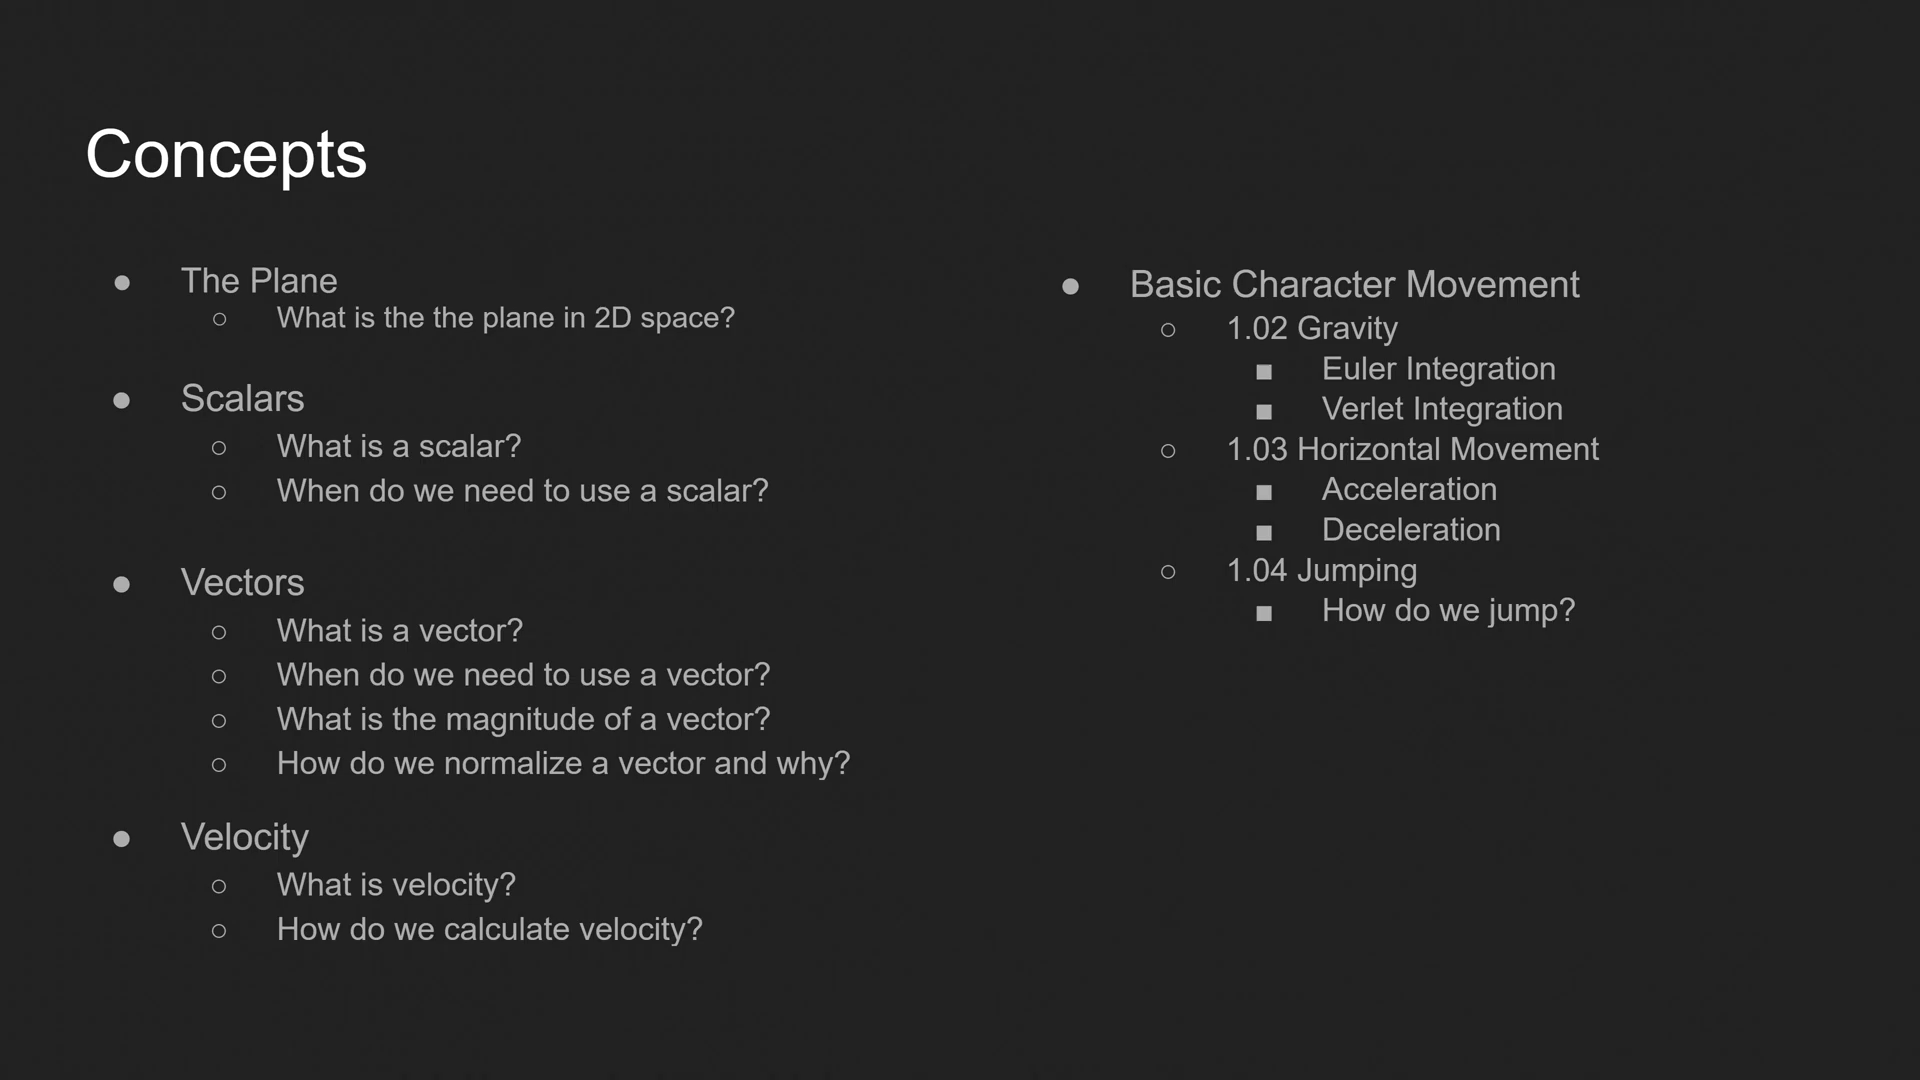 Concepts
● The Plane
○ What is the the plane in 2D space?
● Scalars
○ What is a scalar?
○ When do we need to use a scalar?
● Vectors
○ What is a vector?
○ When do we need to use a vector?
○ What is the magnitude of a vector?
○ How do we normalize a vector and why?
● Velocity
○ What is velocity?
○ How do we calculate velocity?
● Basic Character Movement
○ 1.02 Gravity
■ Euler Integration
■ Verlet Integration
○ 1.03 Horizontal Movement
■ Acceleration
■ Deceleration
○ 1.04 Jumping
■ How do we jump?